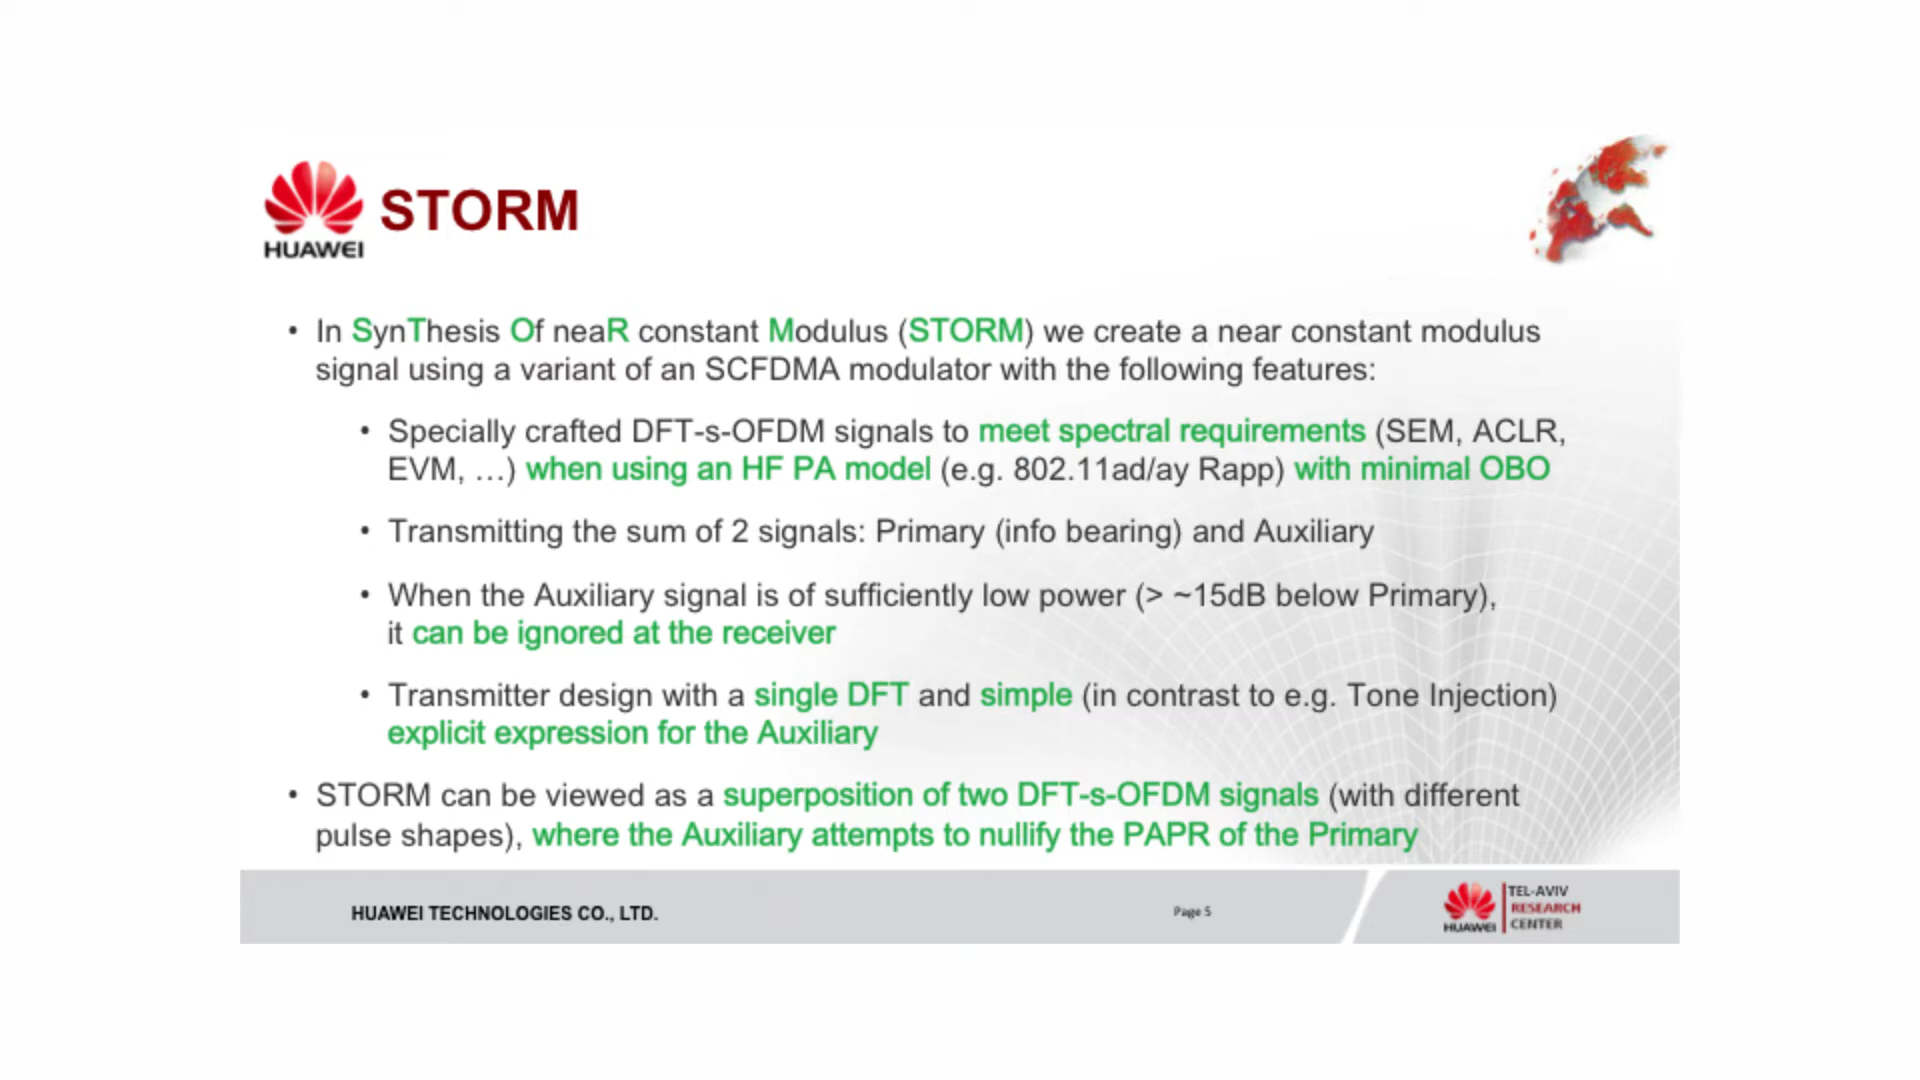 HUAWEI
STORM
• In SynThesis Of neaR constant Modulus (STORM) we create a near constant modulus
signal using a variant of an SCFDMA modulator with the following features:
• Specially crafted DFT-s-OFDM signals to meet spectral requirements (SEM, ACLR,
EVM, …) when using an HF PA model (e.g. 802.11ad/ay Rapp) with minimal OBO
• Transmitting the sum of 2 signals: Primary (info bearing) and Auxiliary
• When the Auxiliary signal is of sufficiently low power (> ~15dB below Primary),
it can be ignored at the receiver
• Transmitter design with a single DFT and simple (in contrast to e.g. Tone Injection)
explicit expression for the Auxiliary
• STORM can be viewed as a superposition of two DFT-s-OFDM signals (with different
pulse shapes), where the Auxiliary attempts to nullify the PAPR of the Primary
HUAWEI TECHNOLOGIES CO., LTD.
Page 5
HUAWEI
TEL-AVIV
RESEARCH
CENTER